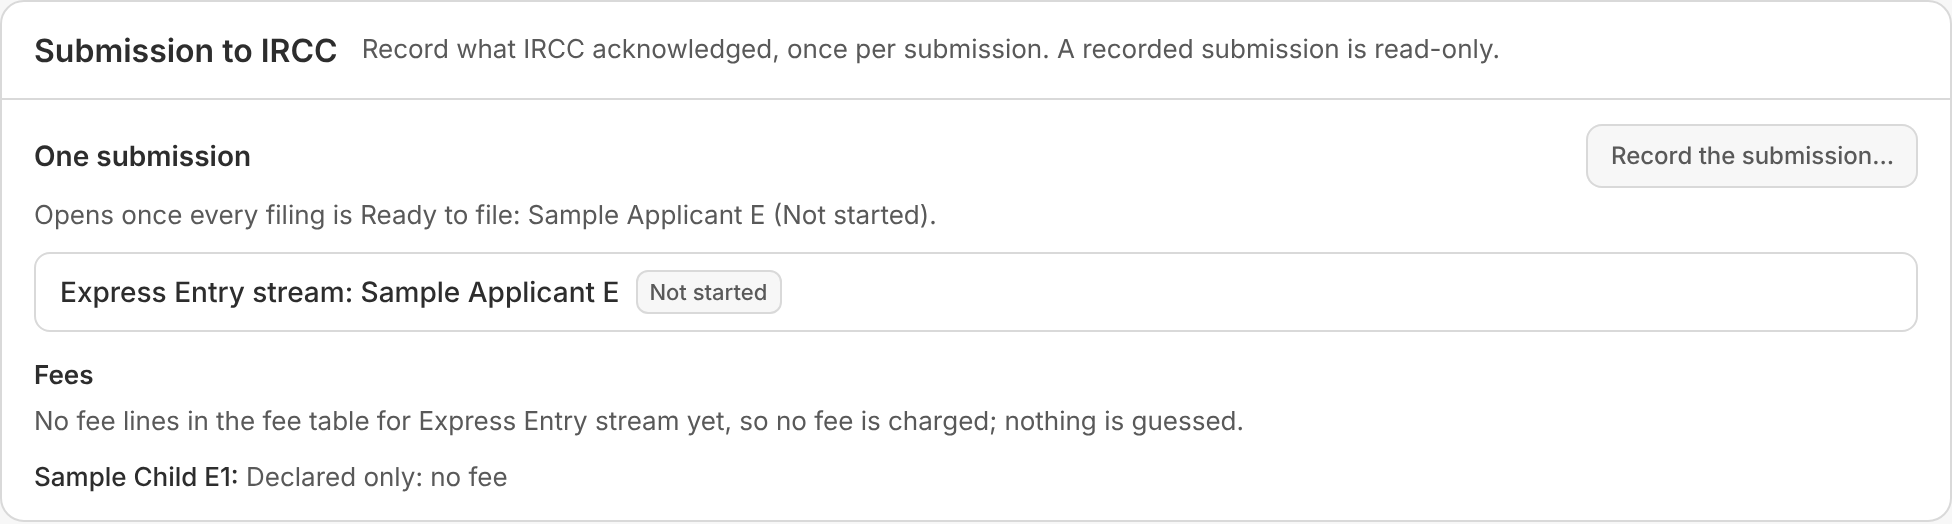 Submission to IRCC Record what IRCC acknowledged, once per submission. A recorded submission is read-only.
One submission
Record the submission...
Opens once every filing is Ready to file: Sample Applicant E (Not started).
Express Entry stream: Sample Applicant E Not started
Fees
No fee lines in the fee table for Express Entry stream yet, so no fee is charged; nothing is guessed.
Sample Child E1: Declared only: no fee